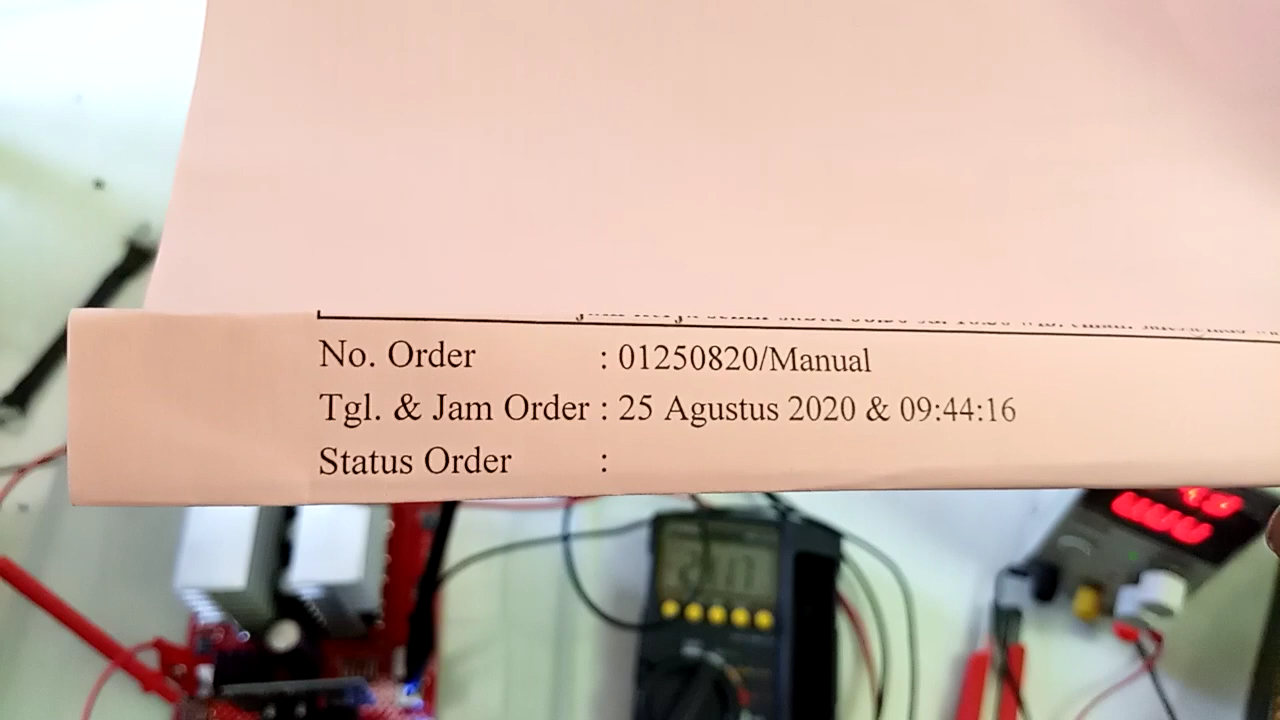 No. Order : 01250820/Manual
Tgl. & Jam Order : 25 Agustus 2020 & 09:44:16
Status Order :